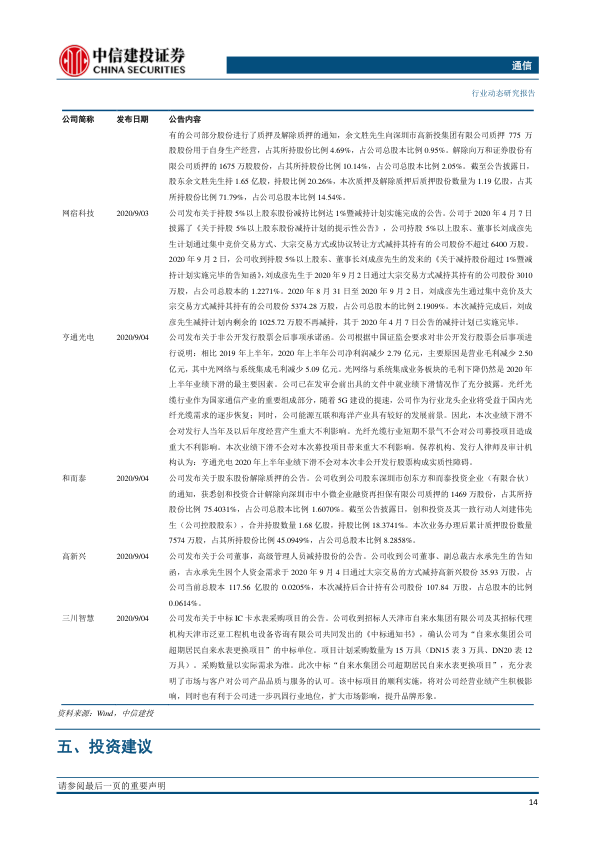 中信建投证券
CHINA SECURITIES
通信
行业动态研究报告
公司简称 发布日期 公告内容
有的公司部分股份进行了质押及解除质押的通知，余文胜先生向深圳市高新投集团有限公司质押 775 万
股股份用于自身生产经营，占其所持股份比例 4.69%，占公司总股本比例 0.95%。解除向万和证券股份有
限公司质押的 1675 万股股份，占其所持股份比例 10.14%，占公司总股本比例 2.05%。截至公告披露日，
股东余文胜先生持 1.65 亿股，持股比例 20.26%，本次质押及解除质押后质押股份数量为 1.19 亿股，占其
所持股份比例 71.79%，占公司总股本比例 14.54%。
网宿科技 2020/9/03 公司发布关于持股 5%以上股东股份减持比例达 1%暨减持计划实施完成的公告。公司于 2020 年 4 月 7 日
披露了《关于持股 5%以上股东股份减持计划的提示性公告》，公司持股 5%以上股东、董事长刘成彦先
生计划通过集中竞价交易方式、大宗交易方式或协议转让方式减持其持有的公司股份不超过 6400 万股。
2020 年 9 月 2 日，公司收到持股 5%以上股东、董事长刘成彦先生的发来的《关于减持股份超过 1%暨减
持计划实施完毕的告知函》，刘成彦先生于 2020 年 9 月 2 日通过大宗交易方式减持其持有的公司股份 3010
万股，占公司总股本的 1.2271%。2020 年 8 月 31 日至 2020 年 9 月 2 日，刘成彦先生通过集中竞价及大
宗交易方式减持其持有的公司股份 5374.28 万股，占公司总股本的比例 2.1909%。本次减持完成后，刘成
彦先生减持计划内剩余的 1025.72 万股不再减持，其于 2020 年 4 月 7 日公告的减持计划已实施完毕。
亨通光电 2020/9/04 公司发布关于非公开发行股票会后事项承诺函。公司根据中国证监会要求对非公开发行股票会后事项进
行说明：相比 2019 年上半年，2020 年上半年公司净利润减少 2.79 亿元，主要原因是营业毛利减少 2.50
亿元，其中光网络与系统集成毛利减少 5.09 亿元。光网络与系统集成业务板块的毛利下降仍然是 2020 年
上半年业绩下滑的最主要因素。公司已在发审会前出具的文件中就业绩下滑情况作了充分披露。光纤光
缆行业作为国家通信产业的重要组成部分，随着 5G 建设的提速，公司作为行业龙头企业将受益于国内光
纤光缆需求的逐步恢复；同时，公司能源互联和海洋产业具有较好的发展前景。因此，本次业绩下滑不
会对发行人当年及以后年度经营产生重大不利影响。光纤光缆行业短期不景气不会对公司募投项目造成
重大不利影响。本次业绩下滑不会对本次募投项目带来重大不利影响。保荐机构、发行人律师及审计机
构认为：亨通光电 2020 年上半年业绩下滑不会对本次非公开发行股票构成实质性障碍。
和而泰 2020/9/04 公司发布关于股东股份解除质押的公告。公司收到公司股东深圳市创东方和而泰投资企业（有限合伙）
的通知，获悉创和投资合计解除向深圳市中小微企业融资再担保有限公司质押的 1469 万股份，占其所持
股份比例 75.4031%，占公司总股本比例 1.6070%。截至公告披露日，创和投资及其一致行动人刘建伟先
生（公司控股股东），合并持股数量 1.68 亿股，持股比例 18.3741%。本次业务办理后累计质押股份数量
7574 万股，占其所持股份比例 45.0949%，占公司总股本比例 8.2858%。
高新兴 2020/9/04 公司发布关于公司董事，高级管理人员减持股份的公告。公司收到公司董事、副总裁古永承先生的告知
函，古永承先生因个人资金需求于 2020 年 9 月 4 日通过大宗交易的方式减持高新兴股份 35.93 万股，占
公司当前总股本 117.56 亿股的 0.0205%，本次减持后合计持有公司股份 107.84 万股，占总股本的比例
0.0614%。
三川智慧 2020/9/04 公司发布关于中标 IC 卡水表采购项目的公告。公司收到招标人天津市自来水集团有限公司及其招标代理
机构天津市泛亚工程机电设备咨询有限公司共同发出的《中标通知书》，确认公司为“自来水集团公司
超期居民自来水表更换项目”的中标单位。项目计划采购数量为 15 万具（DN15 表 3 万具、DN20 表 12
万具）。采购数量以实际需求为准。此次中标“自来水集团公司超期居民自来水表更换项目”，充分表
明了市场与客户对公司产品品质与服务的认可。该中标项目的顺利实施，将对公司经营业绩产生积极影
响，同时也有利于公司进一步巩固行业地位，扩大市场影响，提升品牌形象。
资料来源：Wind，中信建投
五、投资建议
请参阅最后一页的重要声明
14